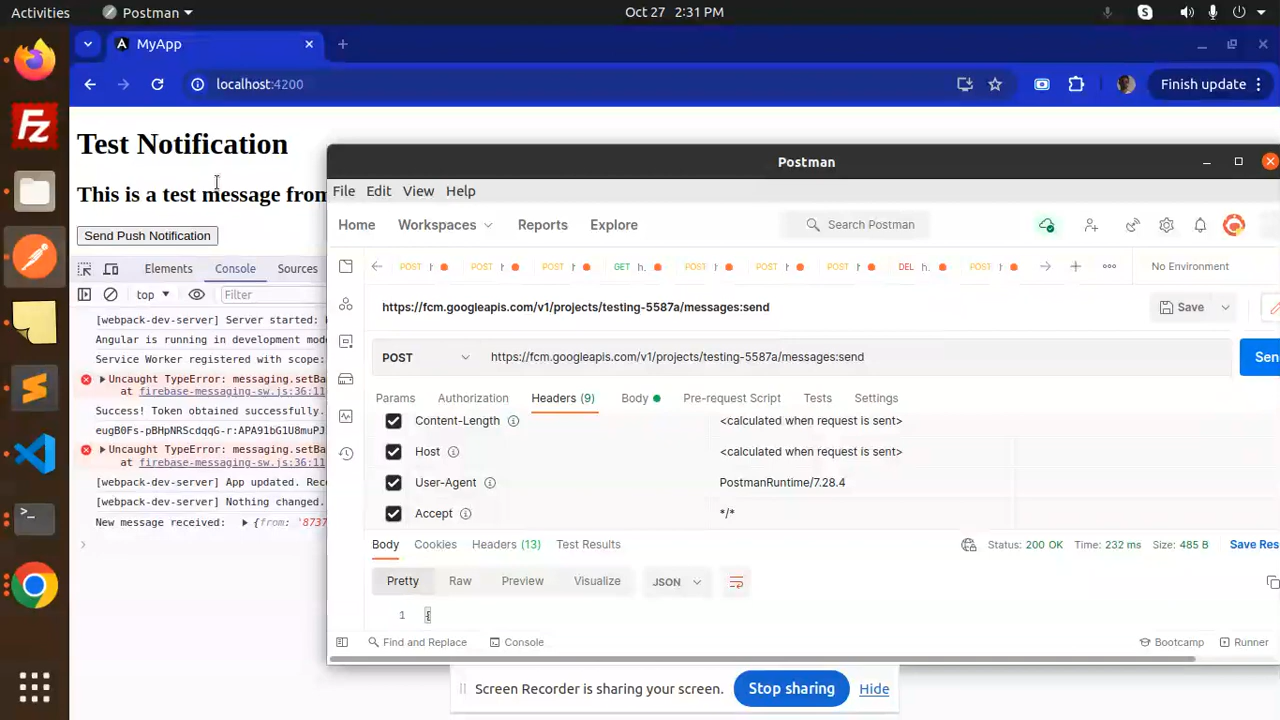 Activities
Postman
Oct 27 2:31 PM
MyApp
localhost:4200
Finish update
Test Notification
This is a test message from
Send Push Notification
Elements
Console
Sources
top
Filter
[webpack-dev-server] Server started:
Angular is running in development mode
Service Worker registered with scope:
Uncaught TypeError: messaging.setBa
at firebase-messaging-sw.js:36:11
Success! Token obtained successfully.
eugB0Fs-pBHpNRScdqqG-r:APA91bG1U8muPJ
Uncaught TypeError: messaging.setBa
at firebase-messaging-sw.js:36:11
[webpack-dev-server] App updated. Reco
[webpack-dev-server] Nothing changed.
New message received: {from: '8737
Postman
File Edit View Help
Home
Workspaces
Reports
Explore
Search Postman
POST
POST
POST
GET h.
POST
POST
POST
DEL h.
POST
No Environment
https://fcm.googleapis.com/v1/projects/testing-5587a/messages:send
Save
POST
https://fcm.googleapis.com/v1/projects/testing-5587a/messages:send
Sen
Params
Authorization
Headers (9)
Body
Pre-request Script
Tests
Settings
Content-Length
<calculated when request is sent>
Host
<calculated when request is sent>
User-Agent
PostmanRuntime/7.28.4
Accept
*/*
Body
Cookies
Headers (13)
Test Results
Status: 200 OK
Time: 232 ms
Size: 485 B
Save Res
Pretty
Raw
Preview
Visualize
JSON
1 {
Find and Replace
Console
Bootcamp
Runner
Screen Recorder is sharing your screen.
Stop sharing
Hide